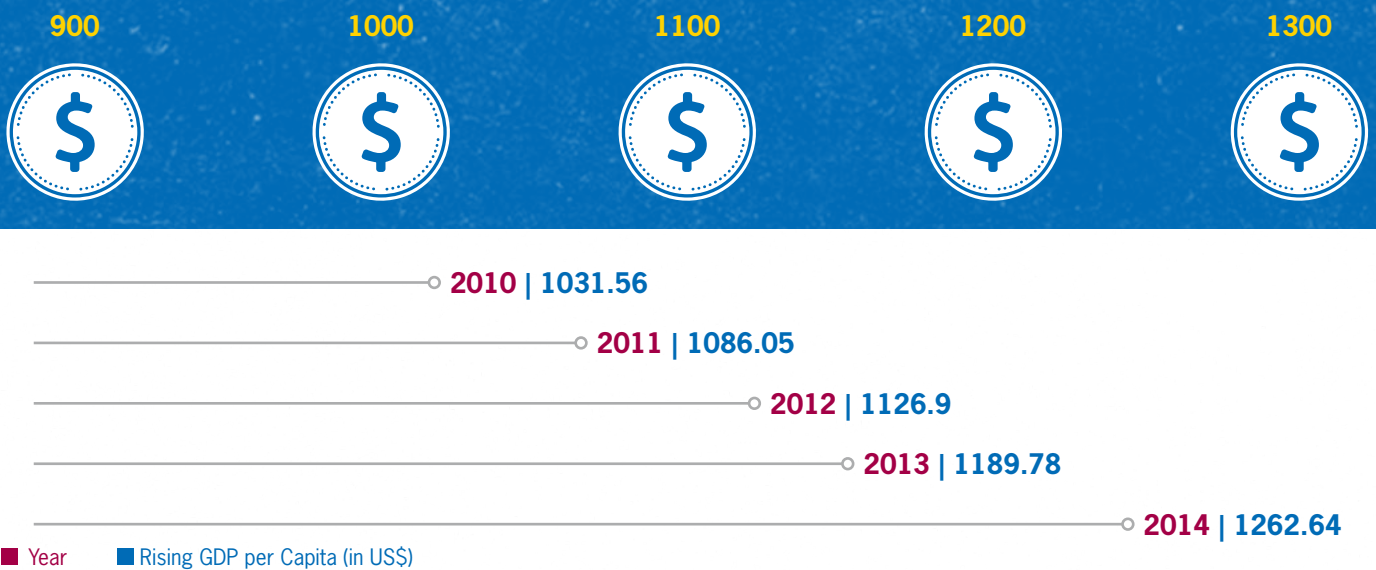 900 1000 1100 1200 1300
$ $ $ $ $
2010 | 1031.56
2011 | 1086.05
2012 | 1126.9
2013 | 1189.78
2014 | 1262.64
Year Rising GDP per Capita (in US$)